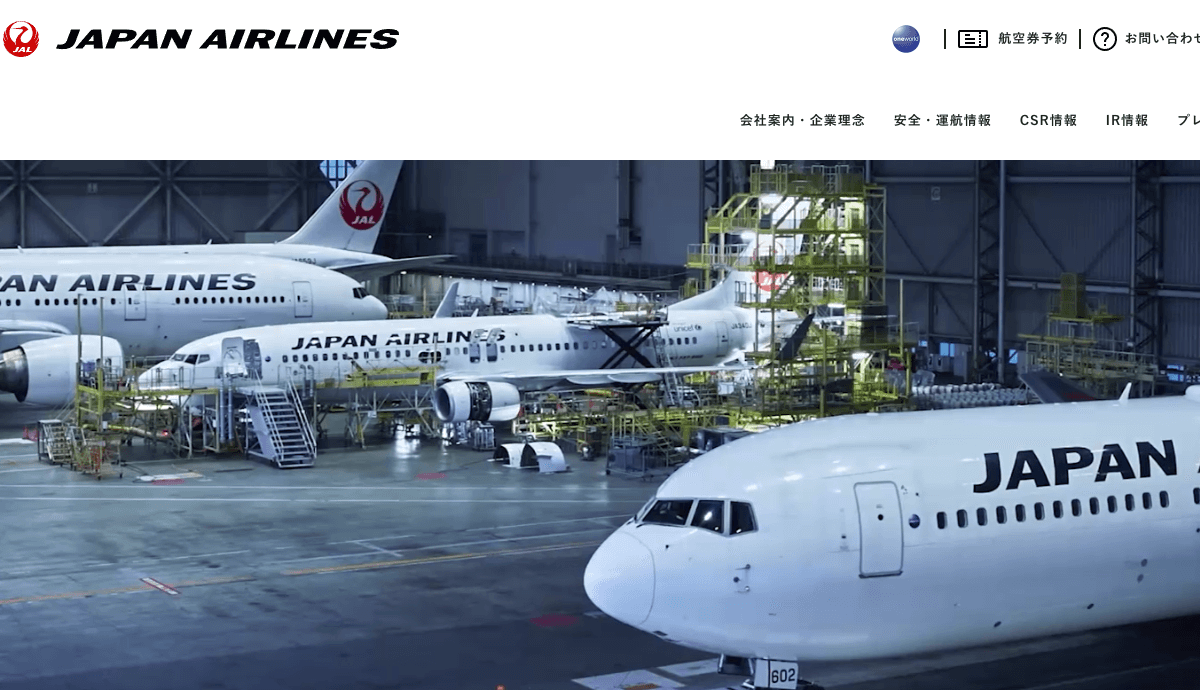 JAL
JAPAN AIRLINES
oneworld
航空券予約
お問い合わせ
会社案内・企業理念
安全・運航情報
CSR情報
IR情報
プレ
JAL
PAN AIRLINES
JAPAN AIRLINES
unicef
JAPAN
602